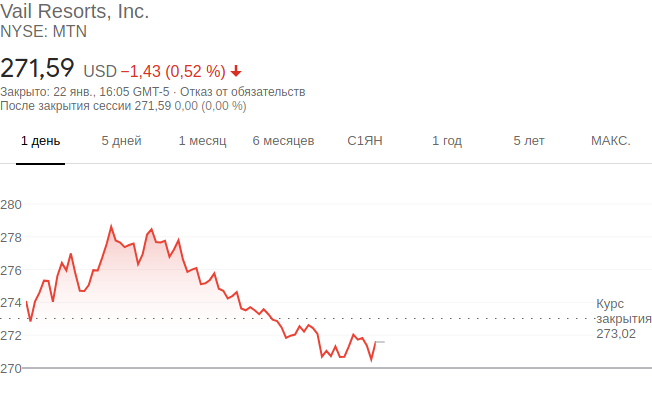 Vail Resorts, Inc.
NYSE: MTN
271,59 USD −1,43 (0,52 %)
Закрыто: 22 янв., 16:05 GMT-5 · Отказ от обязательств
После закрытия сессии 271,59 0,00 (0,00 %)
1 день 5 дней 1 месяц 6 месяцев С1ЯН 1 год 5 лет МАКС.
280
278
276
274
272
270
Курс
закрытия
273,02